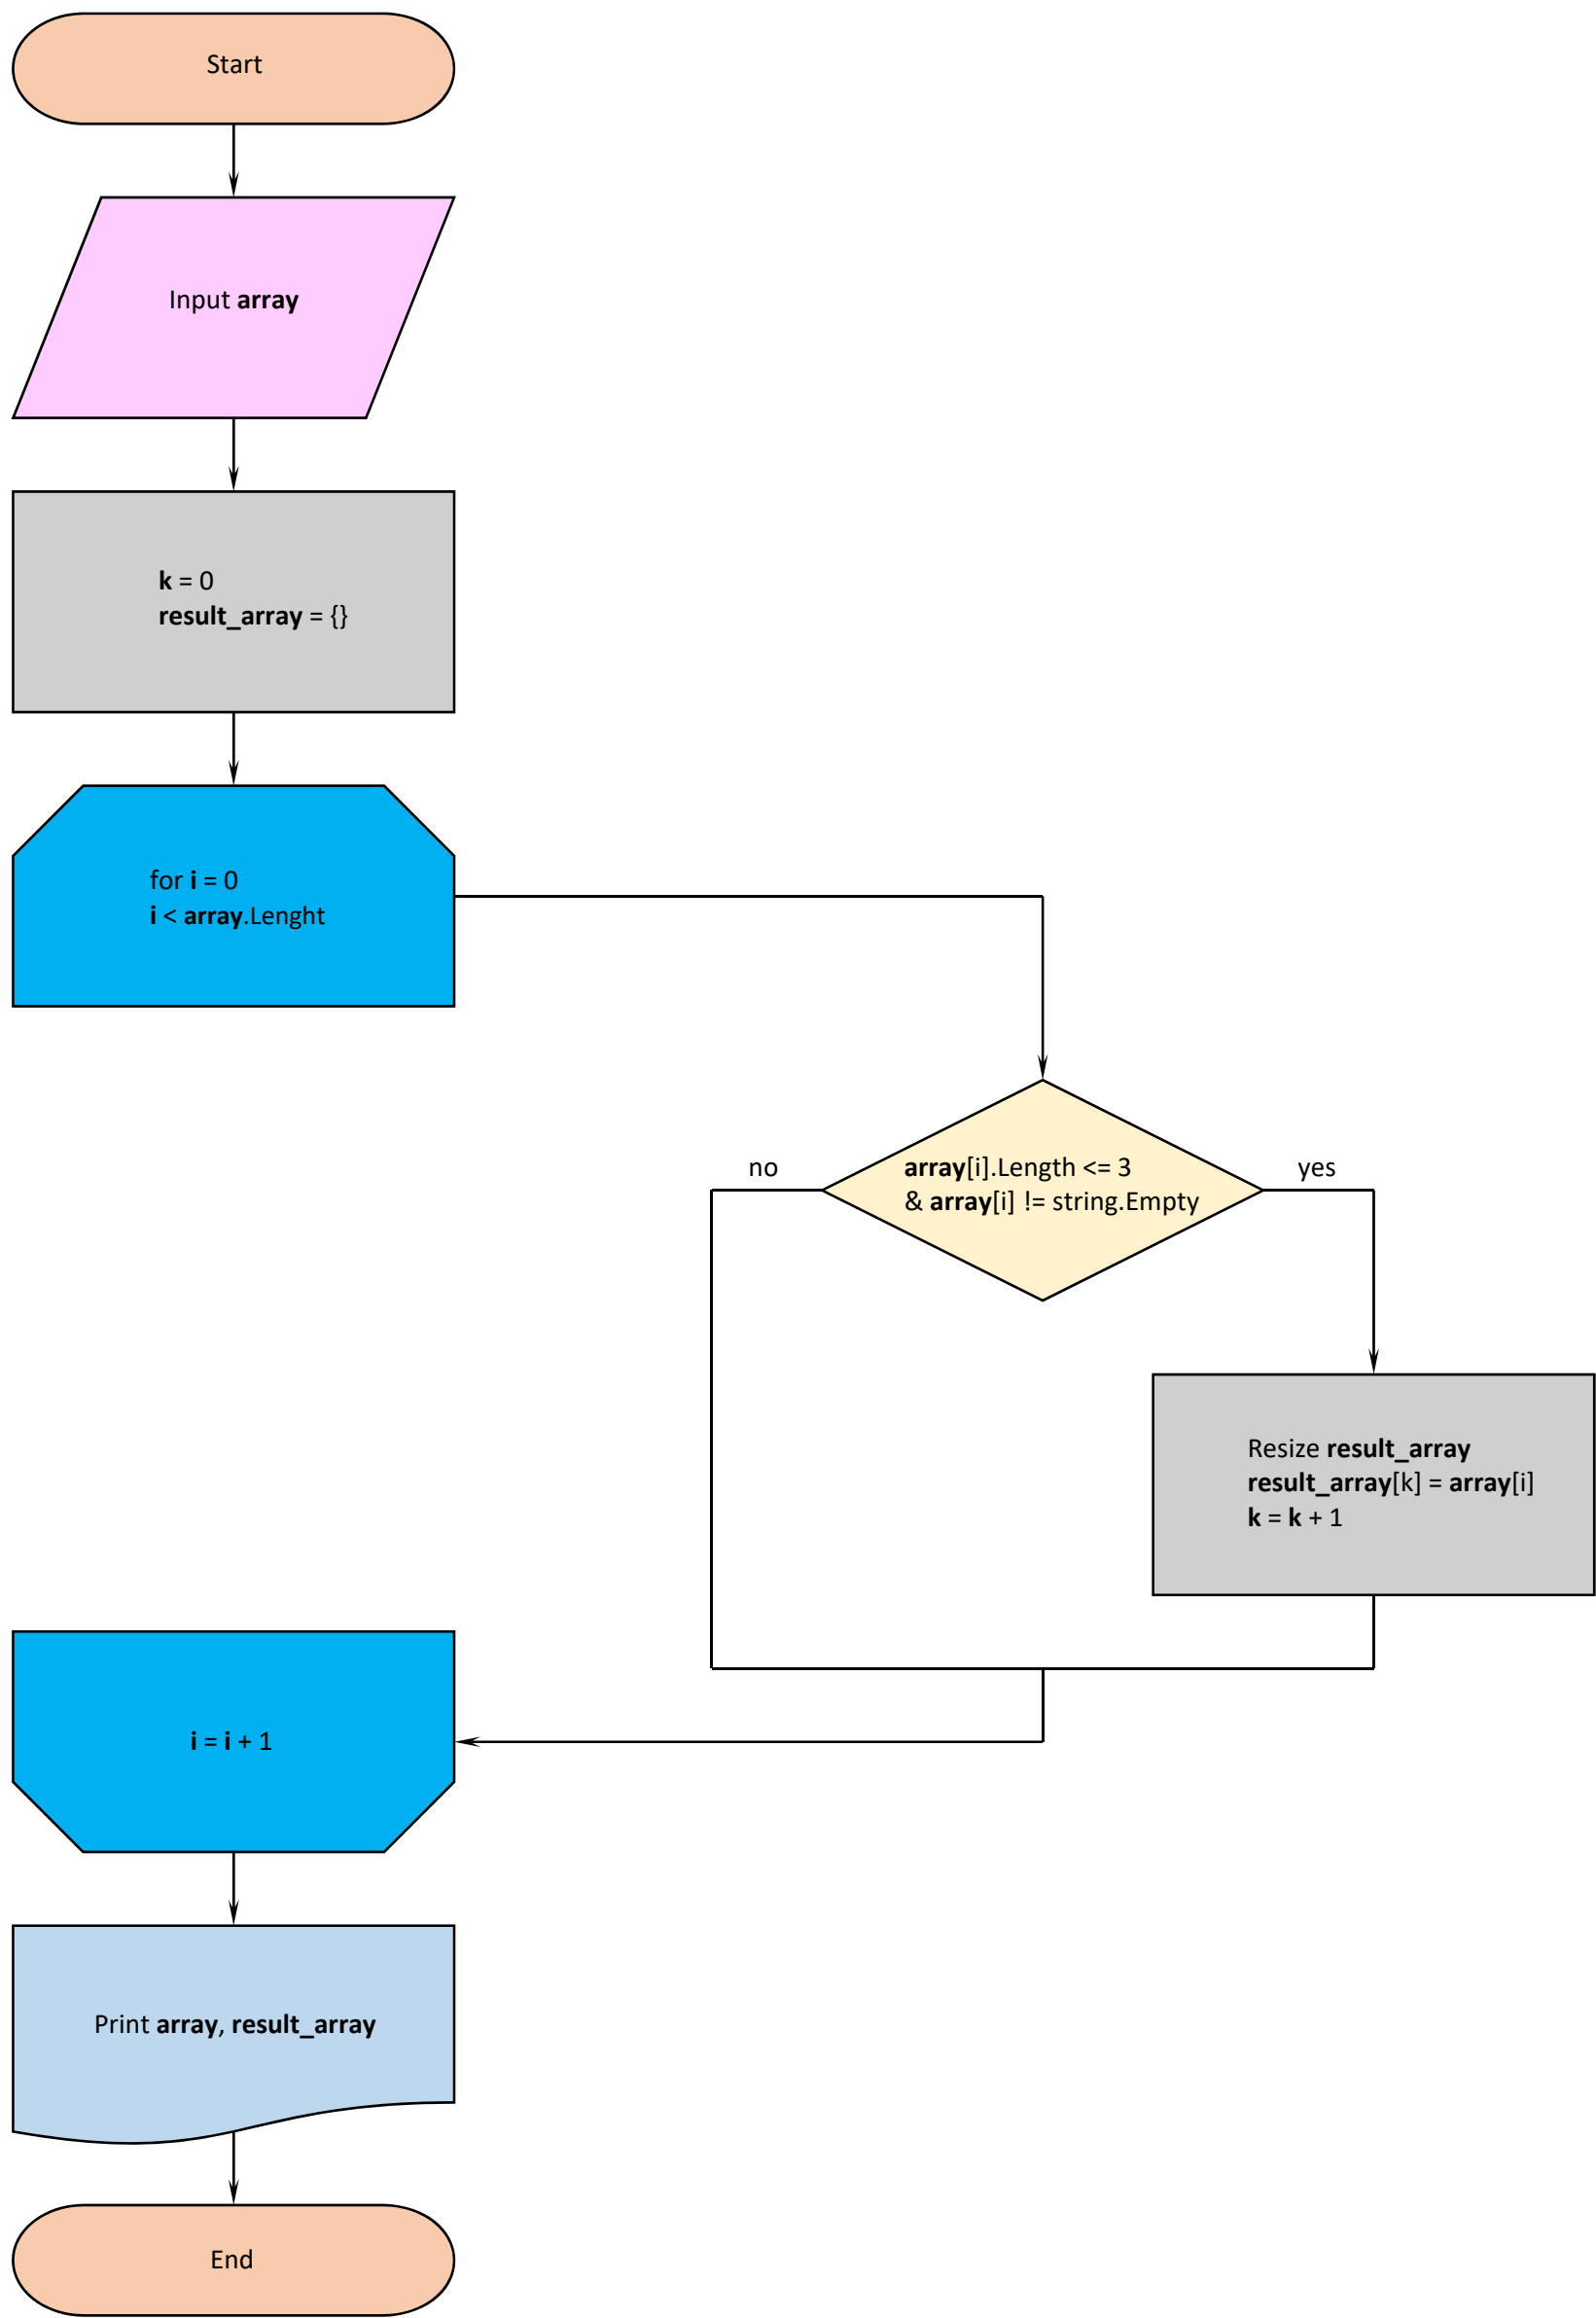 Start
Input array
k = 0
result_array = {}
for i = 0
i < array.Lenght
no
array[i].Length <= 3
& array[i] != string.Empty
yes
Resize result_array
result_array[k] = array[i]
k = k + 1
i = i + 1
Print array, result_array
End